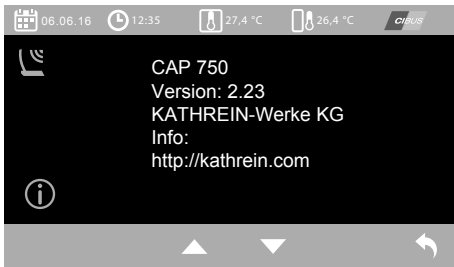 06.06.16 12:35 27,4 °C 26,4 °C CIBUS
CAP 750
Version: 2.23
KATHREIN-Werke KG
Info:
http://kathrein.com